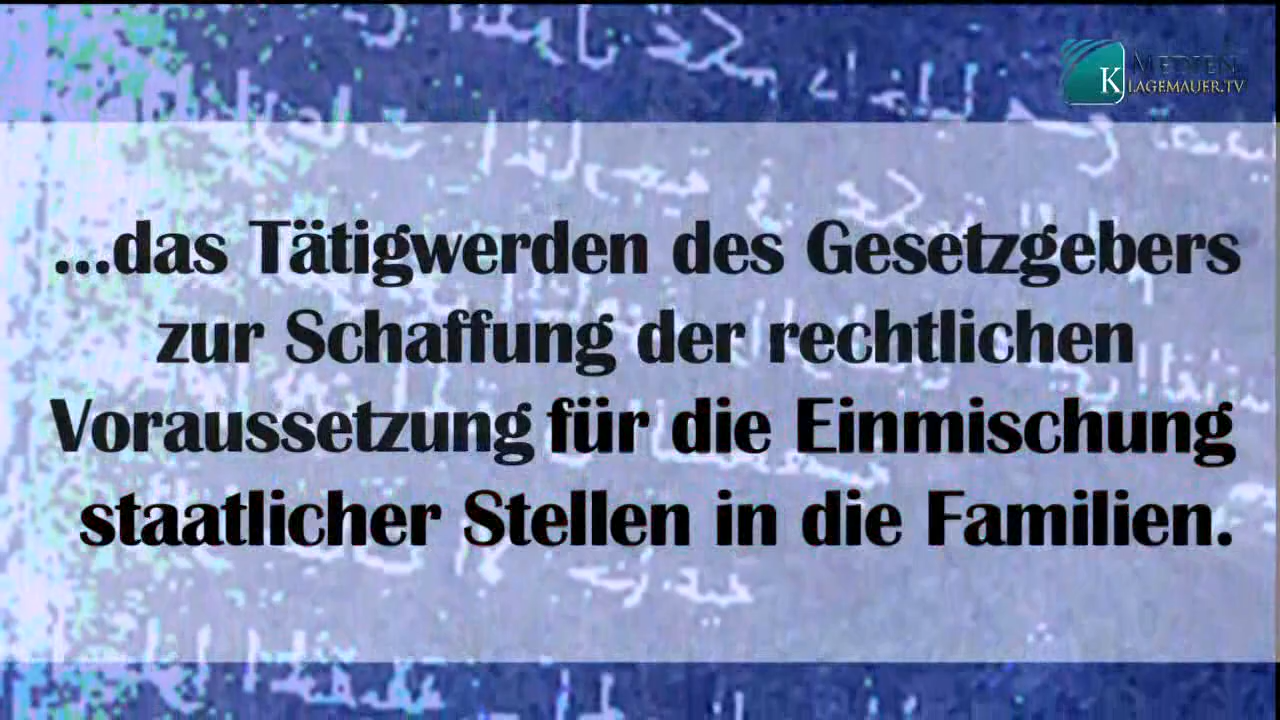 MEDIEN
KLAGEMAUER.TV
...das Tätigwerden des Gesetzgebers
zur Schaffung der rechtlichen
Voraussetzung für die Einmischung
staatlicher Stellen in die Familien.